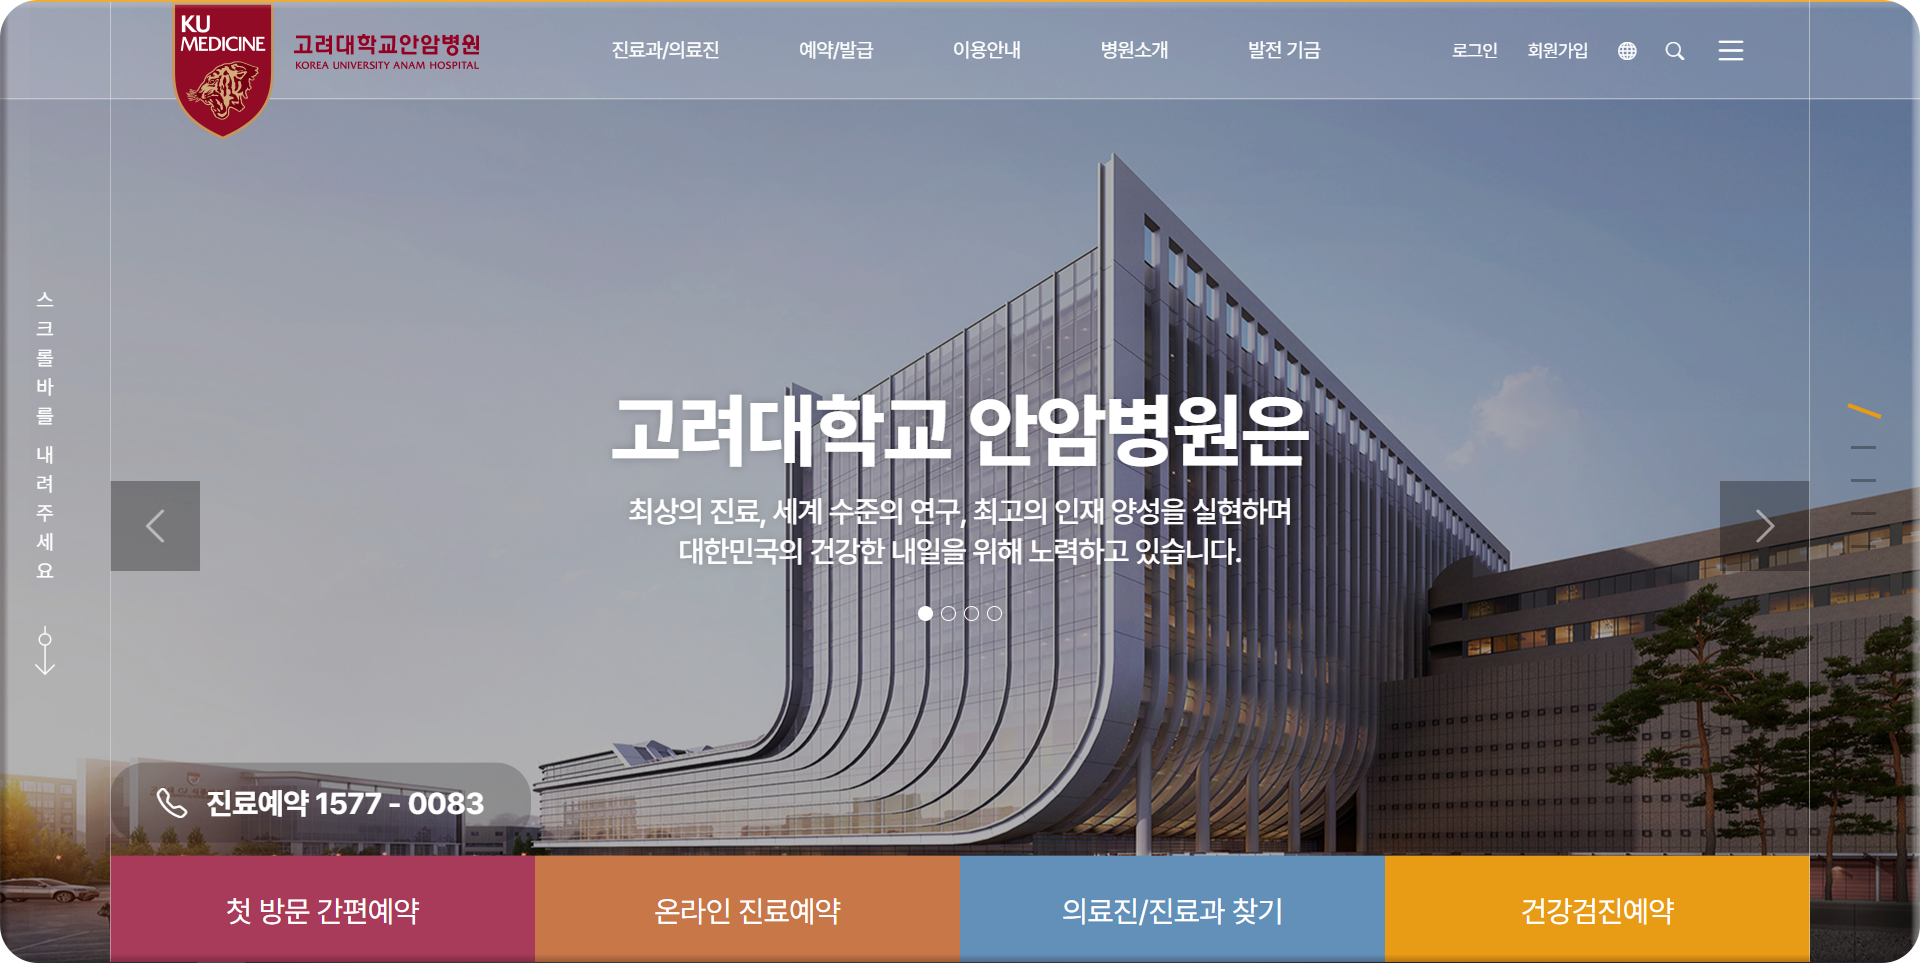 KU
MEDICINE
고려대학교안암병원
KOREA UNIVERSITY ANAM HOSPITAL
진료과/의료진
예약/발급
이용안내
병원소개
발전 기금
로그인
회원가입
스크롤바를 내려주세요
고려대학교 안암병원은
최상의 진료, 세계 수준의 연구, 최고의 인재 양성을 실현하며
대한민국의 건강한 내일을 위해 노력하고 있습니다.
진료예약 1577 - 0083
첫 방문 간편예약
온라인 진료예약
의료진/진료과 찾기
건강검진예약